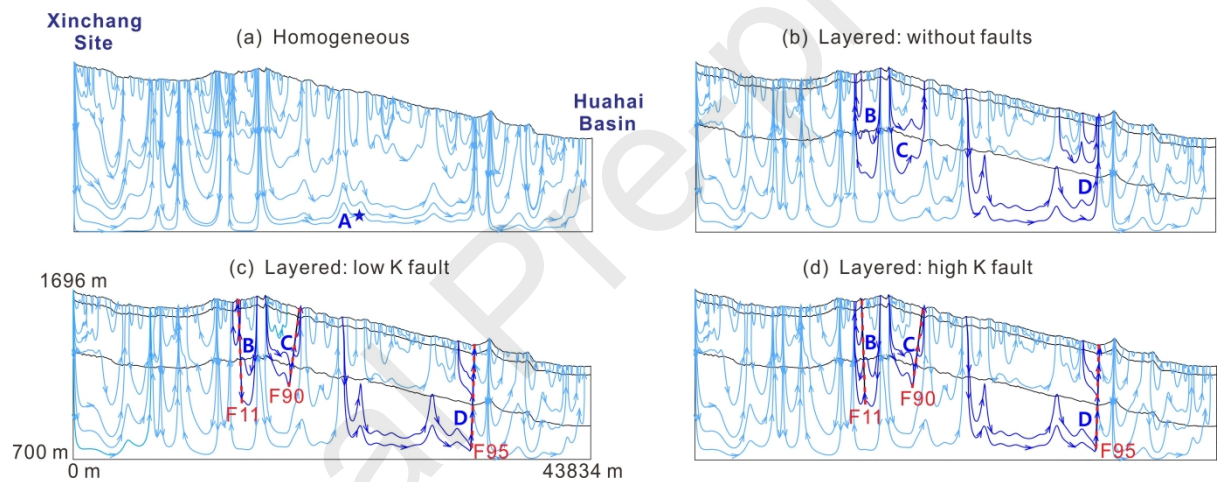 Xinchang
Site
(a) Homogeneous
(b) Layered: without faults
Huahai
Basin
A★
B
C
D
(c) Layered: low K fault
(d) Layered: high K fault
1696 m
B
C
D
F11
F90
F95
700 m
0 m
43834 m
B
C
D
F11
F90
F95